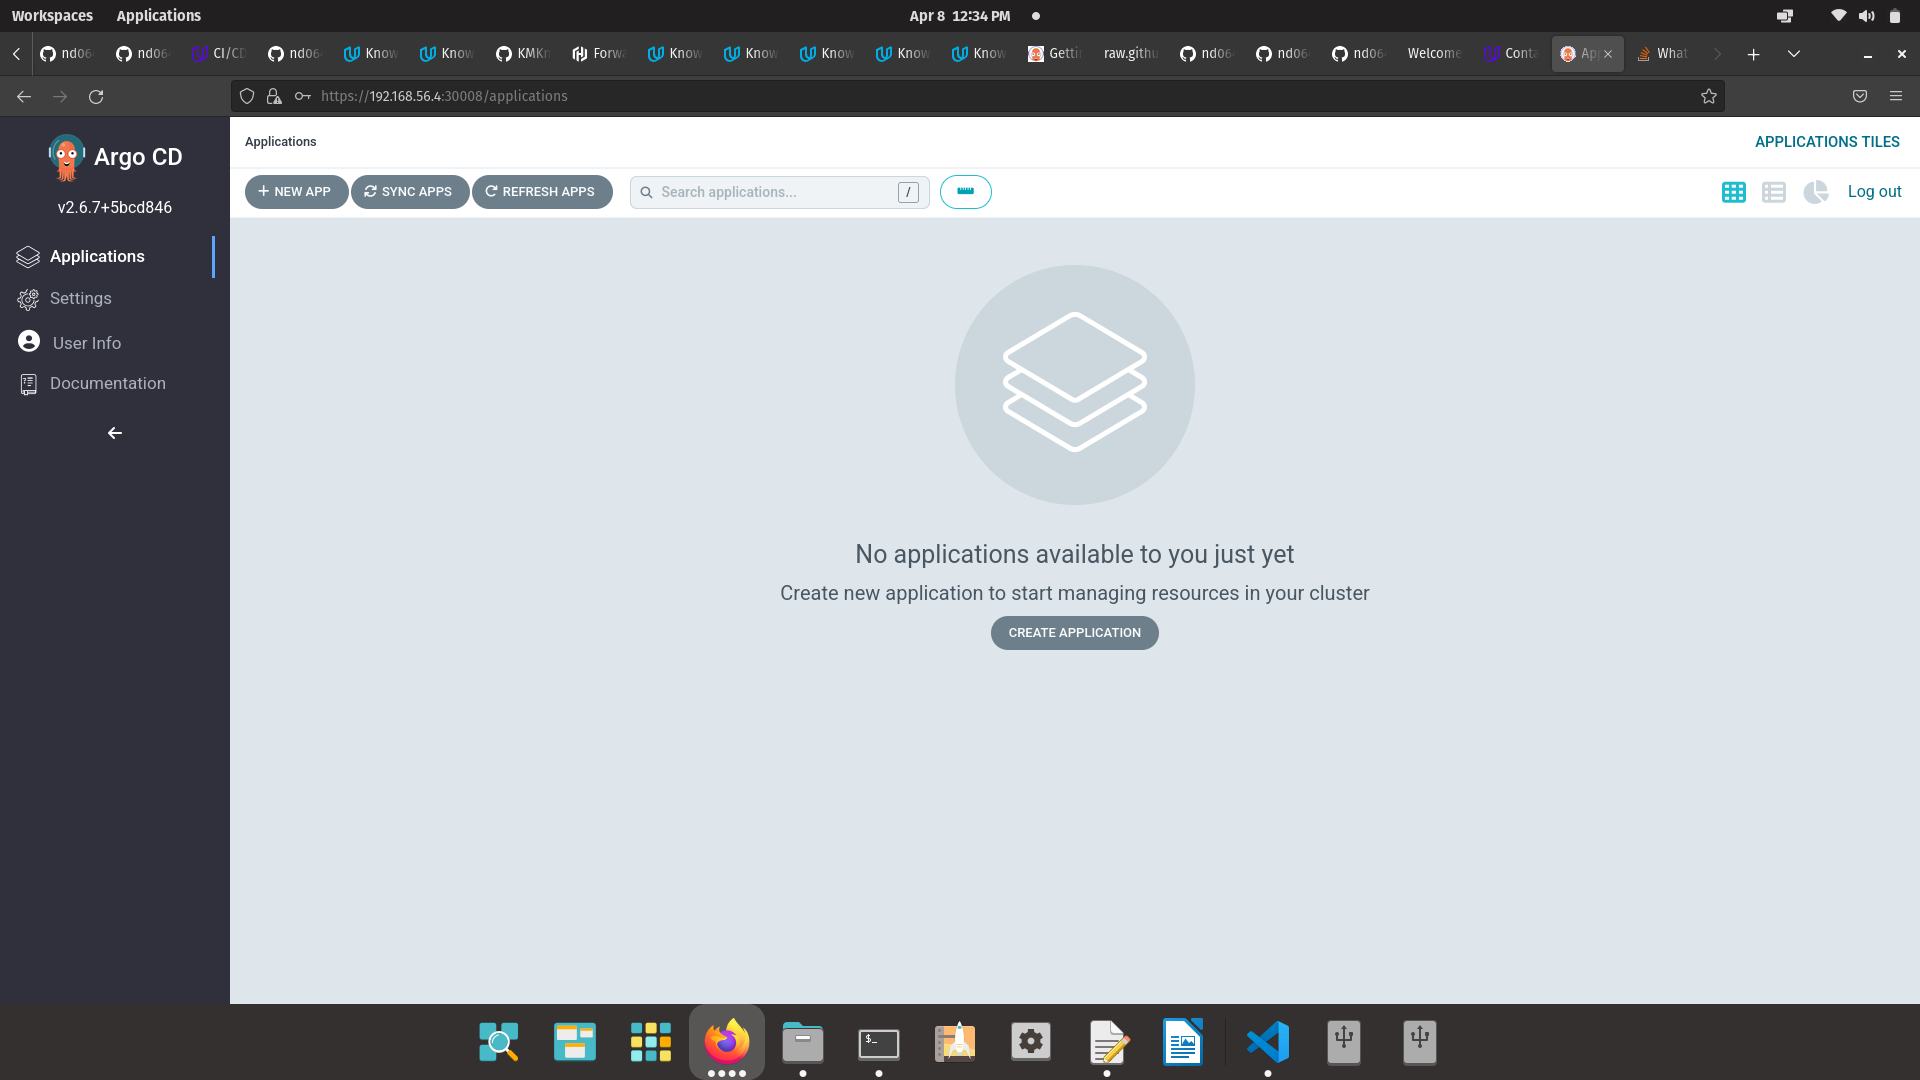 Workspaces Applications Apr 8 12:34 PM
nd06 nd06 CI/CD nd06 Know Know KMKn Forwa Know Know Know Know Know Getti raw.githu nd06 nd06 nd06 Welcome Conta Ap What
https://192.168.56.4:30008/applications
Argo CD
v2.6.7+5bcd846
Applications
Settings
User Info
Documentation
Applications APPLICATIONS TILES
NEW APP SYNC APPS REFRESH APPS Search applications... / Log out
No applications available to you just yet
Create new application to start managing resources in your cluster
CREATE APPLICATION
$_